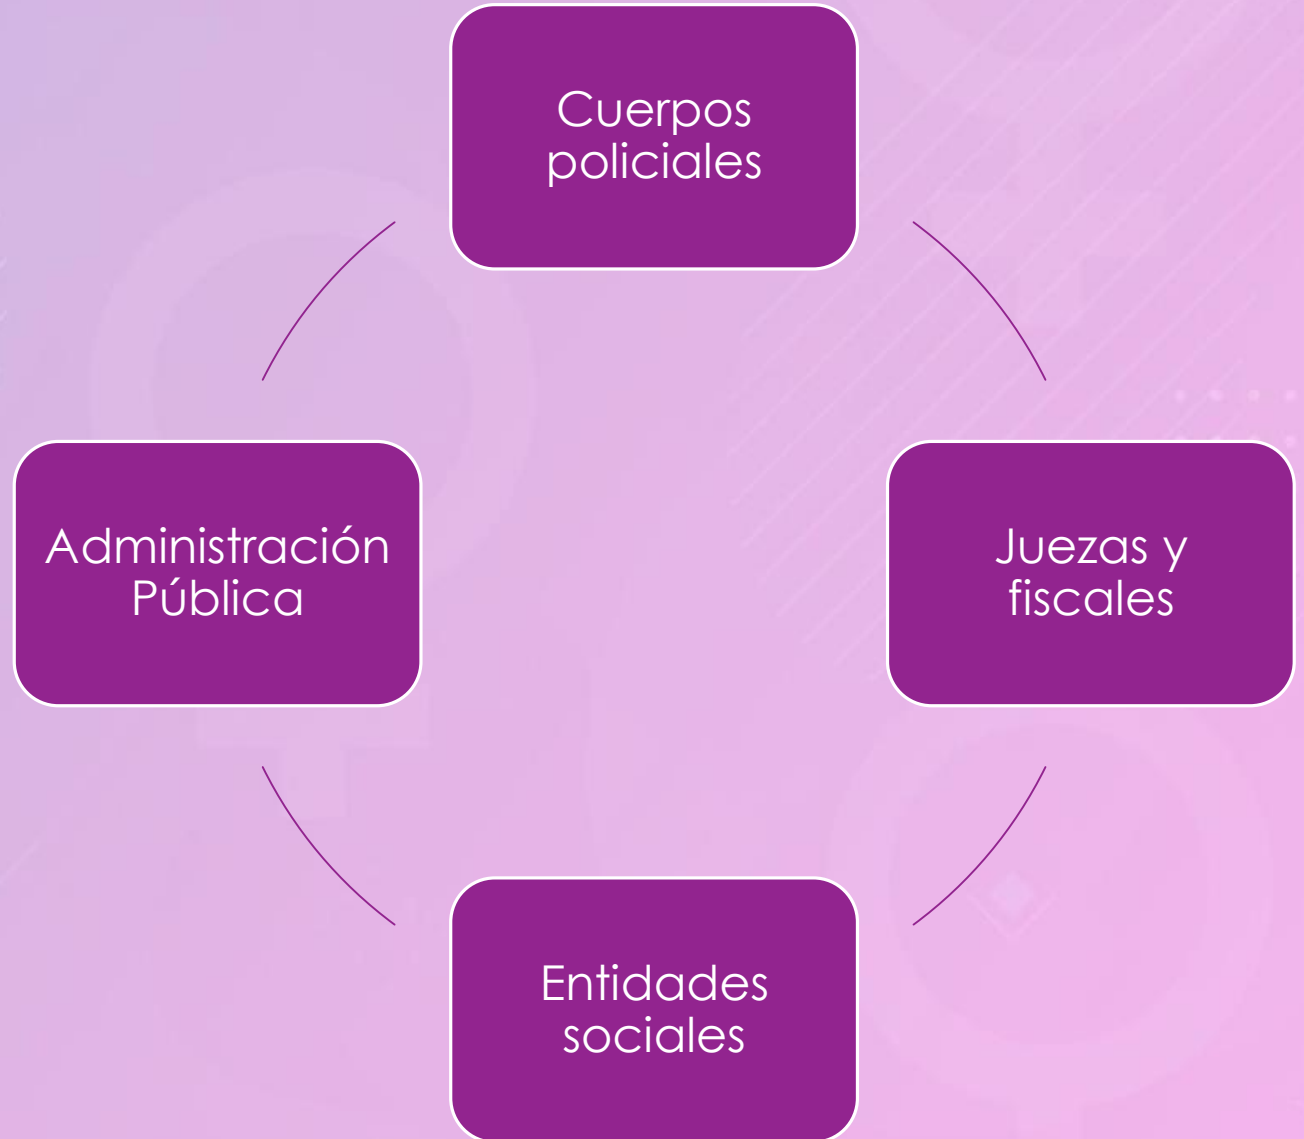 Cuerpos
policiales
Administración
Pública
Juezas y
fiscales
Entidades
sociales